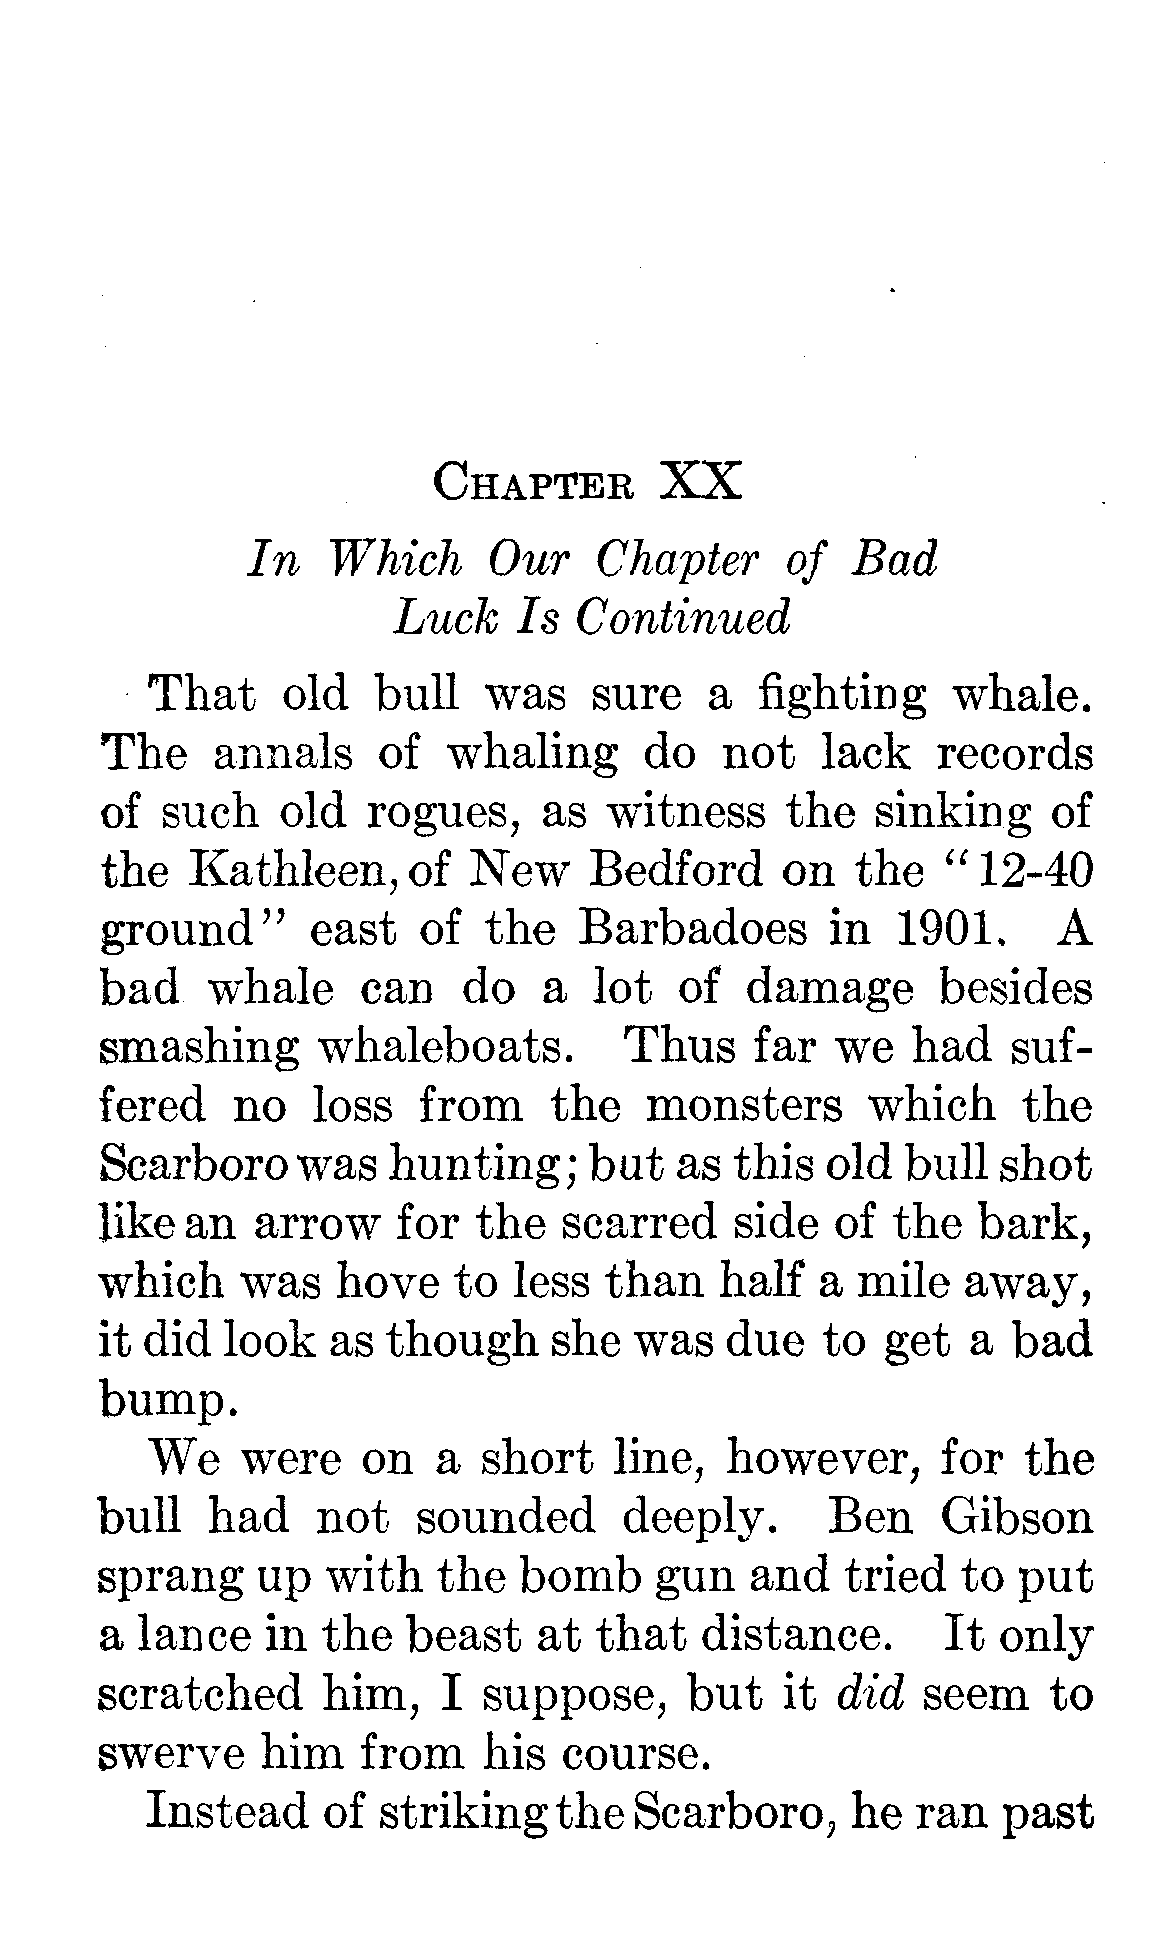 Chapter XX
In Which Our Chapter of Bad
Luck Is Continued
That old bull was sure a fighting whale.
The annals of whaling do not lack records
of such old rogues, as witness the sinking of
the Kathleen, of New Bedford on the "12-40
ground" east of the Barbadoes in 1901. A
bad whale can do a lot of damage besides
smashing whaleboats. Thus far we had suf-
fered no loss from the monsters which the
Scarboro was hunting; but as this old bull shot
like an arrow for the scarred side of the bark,
which was hove to less than half a mile away,
it did look as though she was due to get a bad
bump.
We were on a short line, however, for the
bull had not sounded deeply. Ben Gibson
sprang up with the bomb gun and tried to put
a lance in the beast at that distance. It only
scratched him, I suppose, but it did seem to
swerve him from his course.
Instead of striking the Scarboro, he ran past